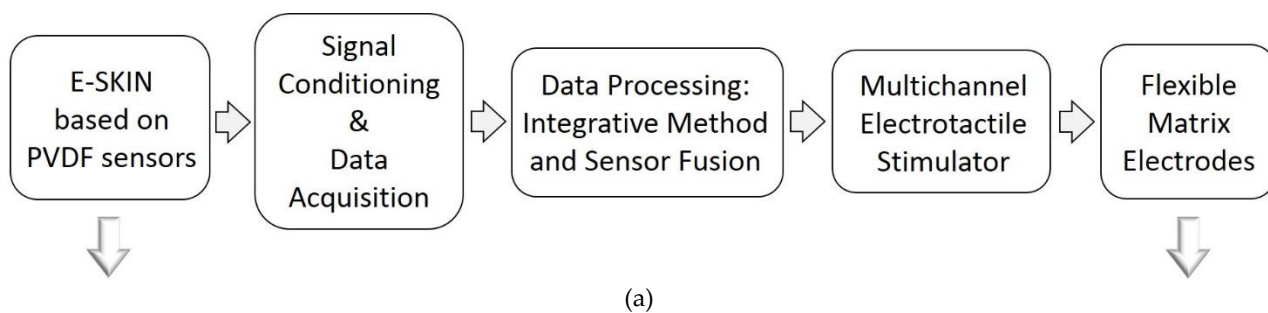 E-SKIN
based on
PVDF sensors
Signal
Conditioning
&
Data
Acquisition
Data Processing:
Integrative Method
and Sensor Fusion
Multichannel
Electrotactile
Stimulator
Flexible
Matrix
Electrodes
(a)